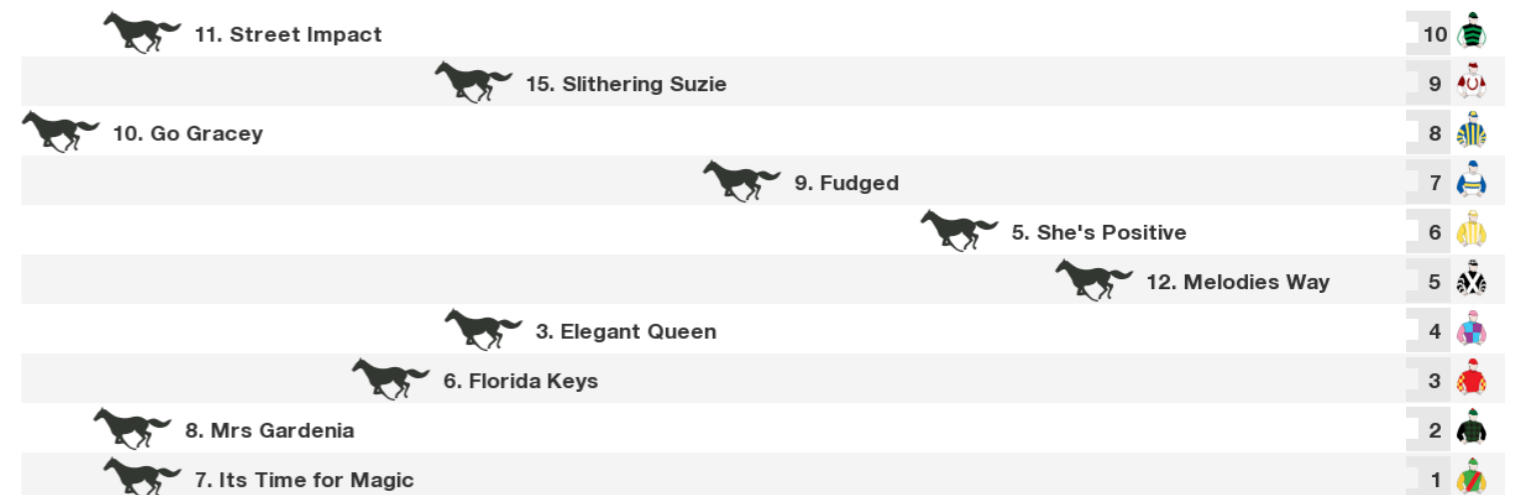 11. Street Impact 10
15. Slithering Suzie 9
10. Go Gracey 8
9. Fudged 7
5. She's Positive 6
12. Melodies Way 5
3. Elegant Queen 4
6. Florida Keys 3
8. Mrs Gardenia 2
7. Its Time for Magic 1